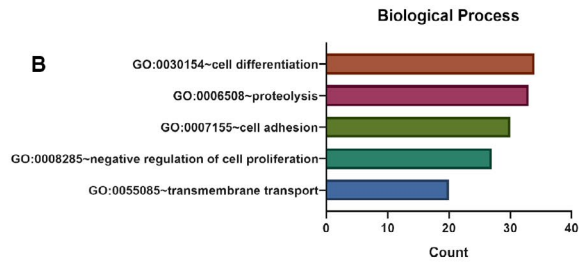 Biological Process
B
GO:0030154~cell differentiation
GO:0006508~proteolysis
GO:0007155~cell adhesion
GO:0008285~negative regulation of cell proliferation
GO:0055085~transmembrane transport
0 10 20 30 40
Count